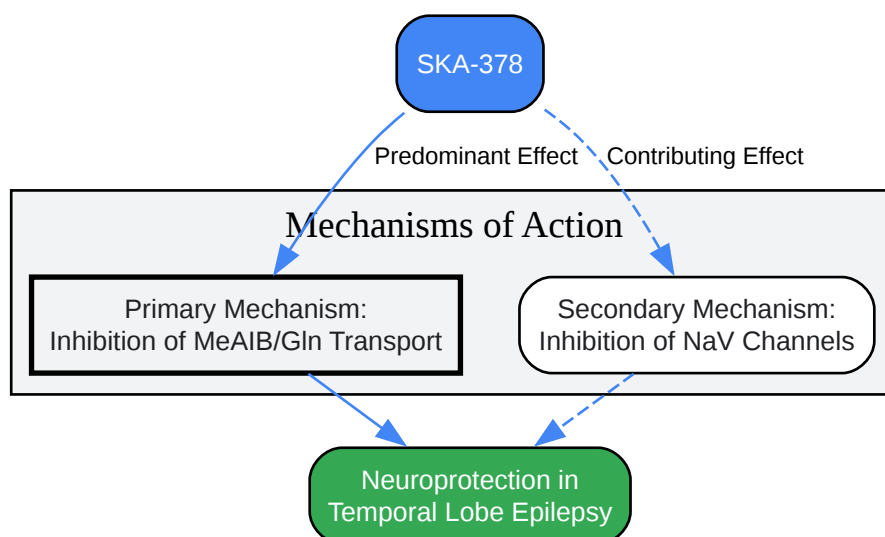 SKA-378
Predominant Effect
Contributing Effect
Mechanisms of Action
Primary Mechanism:
Inhibition of MeAIB/Gln Transport
Secondary Mechanism:
Inhibition of NaV Channels
Neuroprotection in
Temporal Lobe Epilepsy